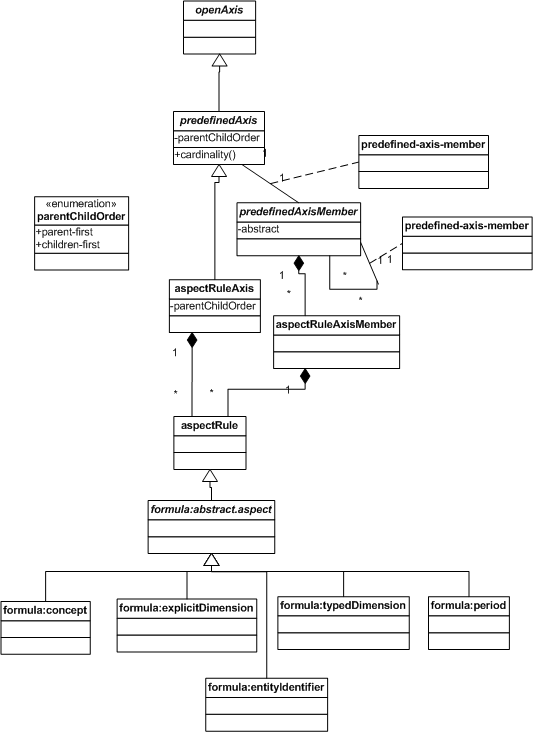 openAxis
predefinedAxis
-parentChildOrder
+cardinality()
1
predefined-axis-member
1
«enumeration»
parentChildOrder
+parent-first
+children-first
predefinedAxisMember
-abstract
predefined-axis-member
1
1
1
*
*
*
aspectRuleAxis
-parentChildOrder
aspectRuleAxisMember
1
*
*
1
aspectRule
formula:abstract.aspect
formula:concept
formula:explicitDimension
formula:typedDimension
formula:period
formula:entityIdentifier